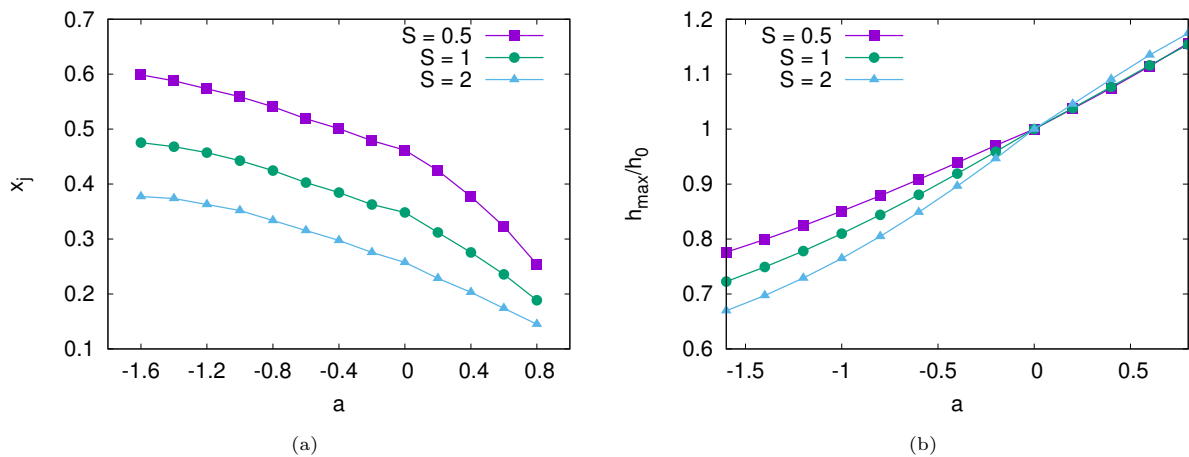 0.7
0.6
0.5
0.4
0.3
0.2
0.1
x_j
S = 0.5
S = 1
S = 2
-1.6 -1.2 -0.8 -0.4 0 0.4 0.8
a
(a)
1.2
1.1
1
0.9
0.8
0.7
0.6
h_max/h_0
S = 0.5
S = 1
S = 2
-1.5 -1 -0.5 0 0.5
a
(b)